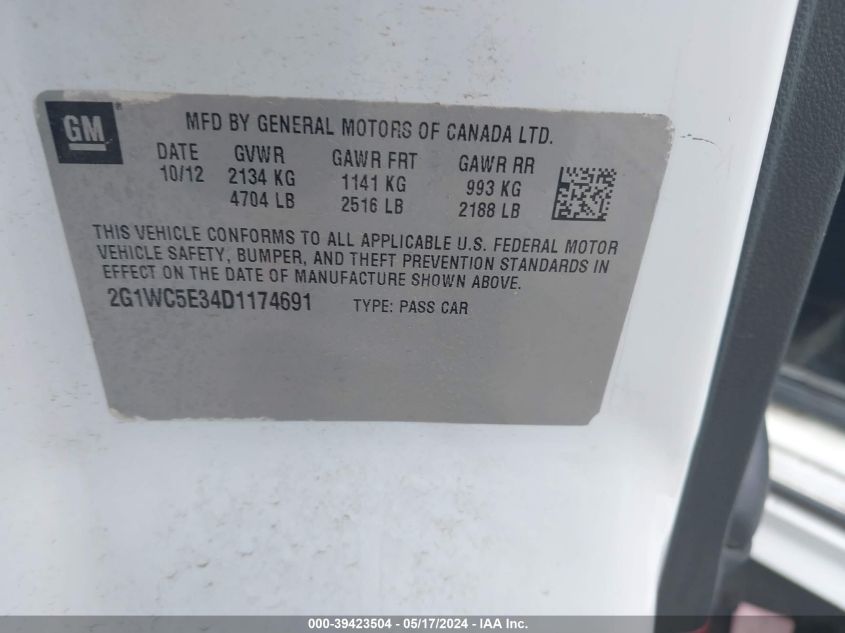 GM
MFD BY GENERAL MOTORS OF CANADA LTD.
DATE GVWR GAWR FRT GAWR RR
10/12 2134 KG 1141 KG 993 KG
4704 LB 2516 LB 2188 LB
THIS VEHICLE CONFORMS TO ALL APPLICABLE U.S. FEDERAL MOTOR
VEHICLE SAFETY, BUMPER, AND THEFT PREVENTION STANDARDS IN
EFFECT ON THE DATE OF MANUFACTURE SHOWN ABOVE.
2G1WC5E34D1174691 TYPE: PASS CAR
000-39423504 - 05/17/2024 - IAA Inc.